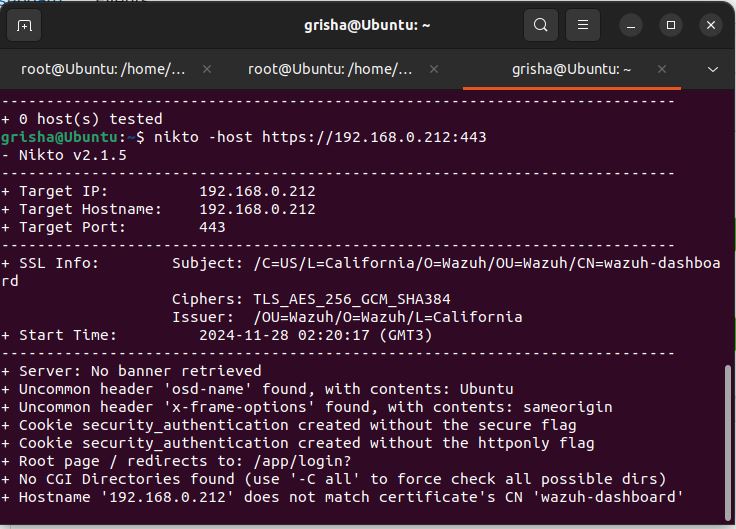 grisha@Ubuntu: ~
root@Ubuntu: /home/... × root@Ubuntu: /home/... × grisha@Ubuntu: ~ ×
---------------------------------------------------------------------------
+ 0 host(s) tested
grisha@Ubuntu:~$ nikto -host https://192.168.0.212:443
- Nikto v2.1.5
---------------------------------------------------------------------------
+ Target IP:          192.168.0.212
+ Target Hostname:    192.168.0.212
+ Target Port:        443
---------------------------------------------------------------------------
+ SSL Info:        Subject: /C=US/L=California/O=Wazuh/OU=Wazuh/CN=wazuh-dashboa
rd
                   Ciphers: TLS_AES_256_GCM_SHA384
                   Issuer:  /OU=Wazuh/O=Wazuh/L=California
+ Start Time:         2024-11-28 02:20:17 (GMT3)
---------------------------------------------------------------------------
+ Server: No banner retrieved
+ Uncommon header 'osd-name' found, with contents: Ubuntu
+ Uncommon header 'x-frame-options' found, with contents: sameorigin
+ Cookie security_authentication created without the secure flag
+ Cookie security_authentication created without the httponly flag
+ Root page / redirects to: /app/login?
+ No CGI Directories found (use '-C all' to force check all possible dirs)
+ Hostname '192.168.0.212' does not match certificate's CN 'wazuh-dashboard'